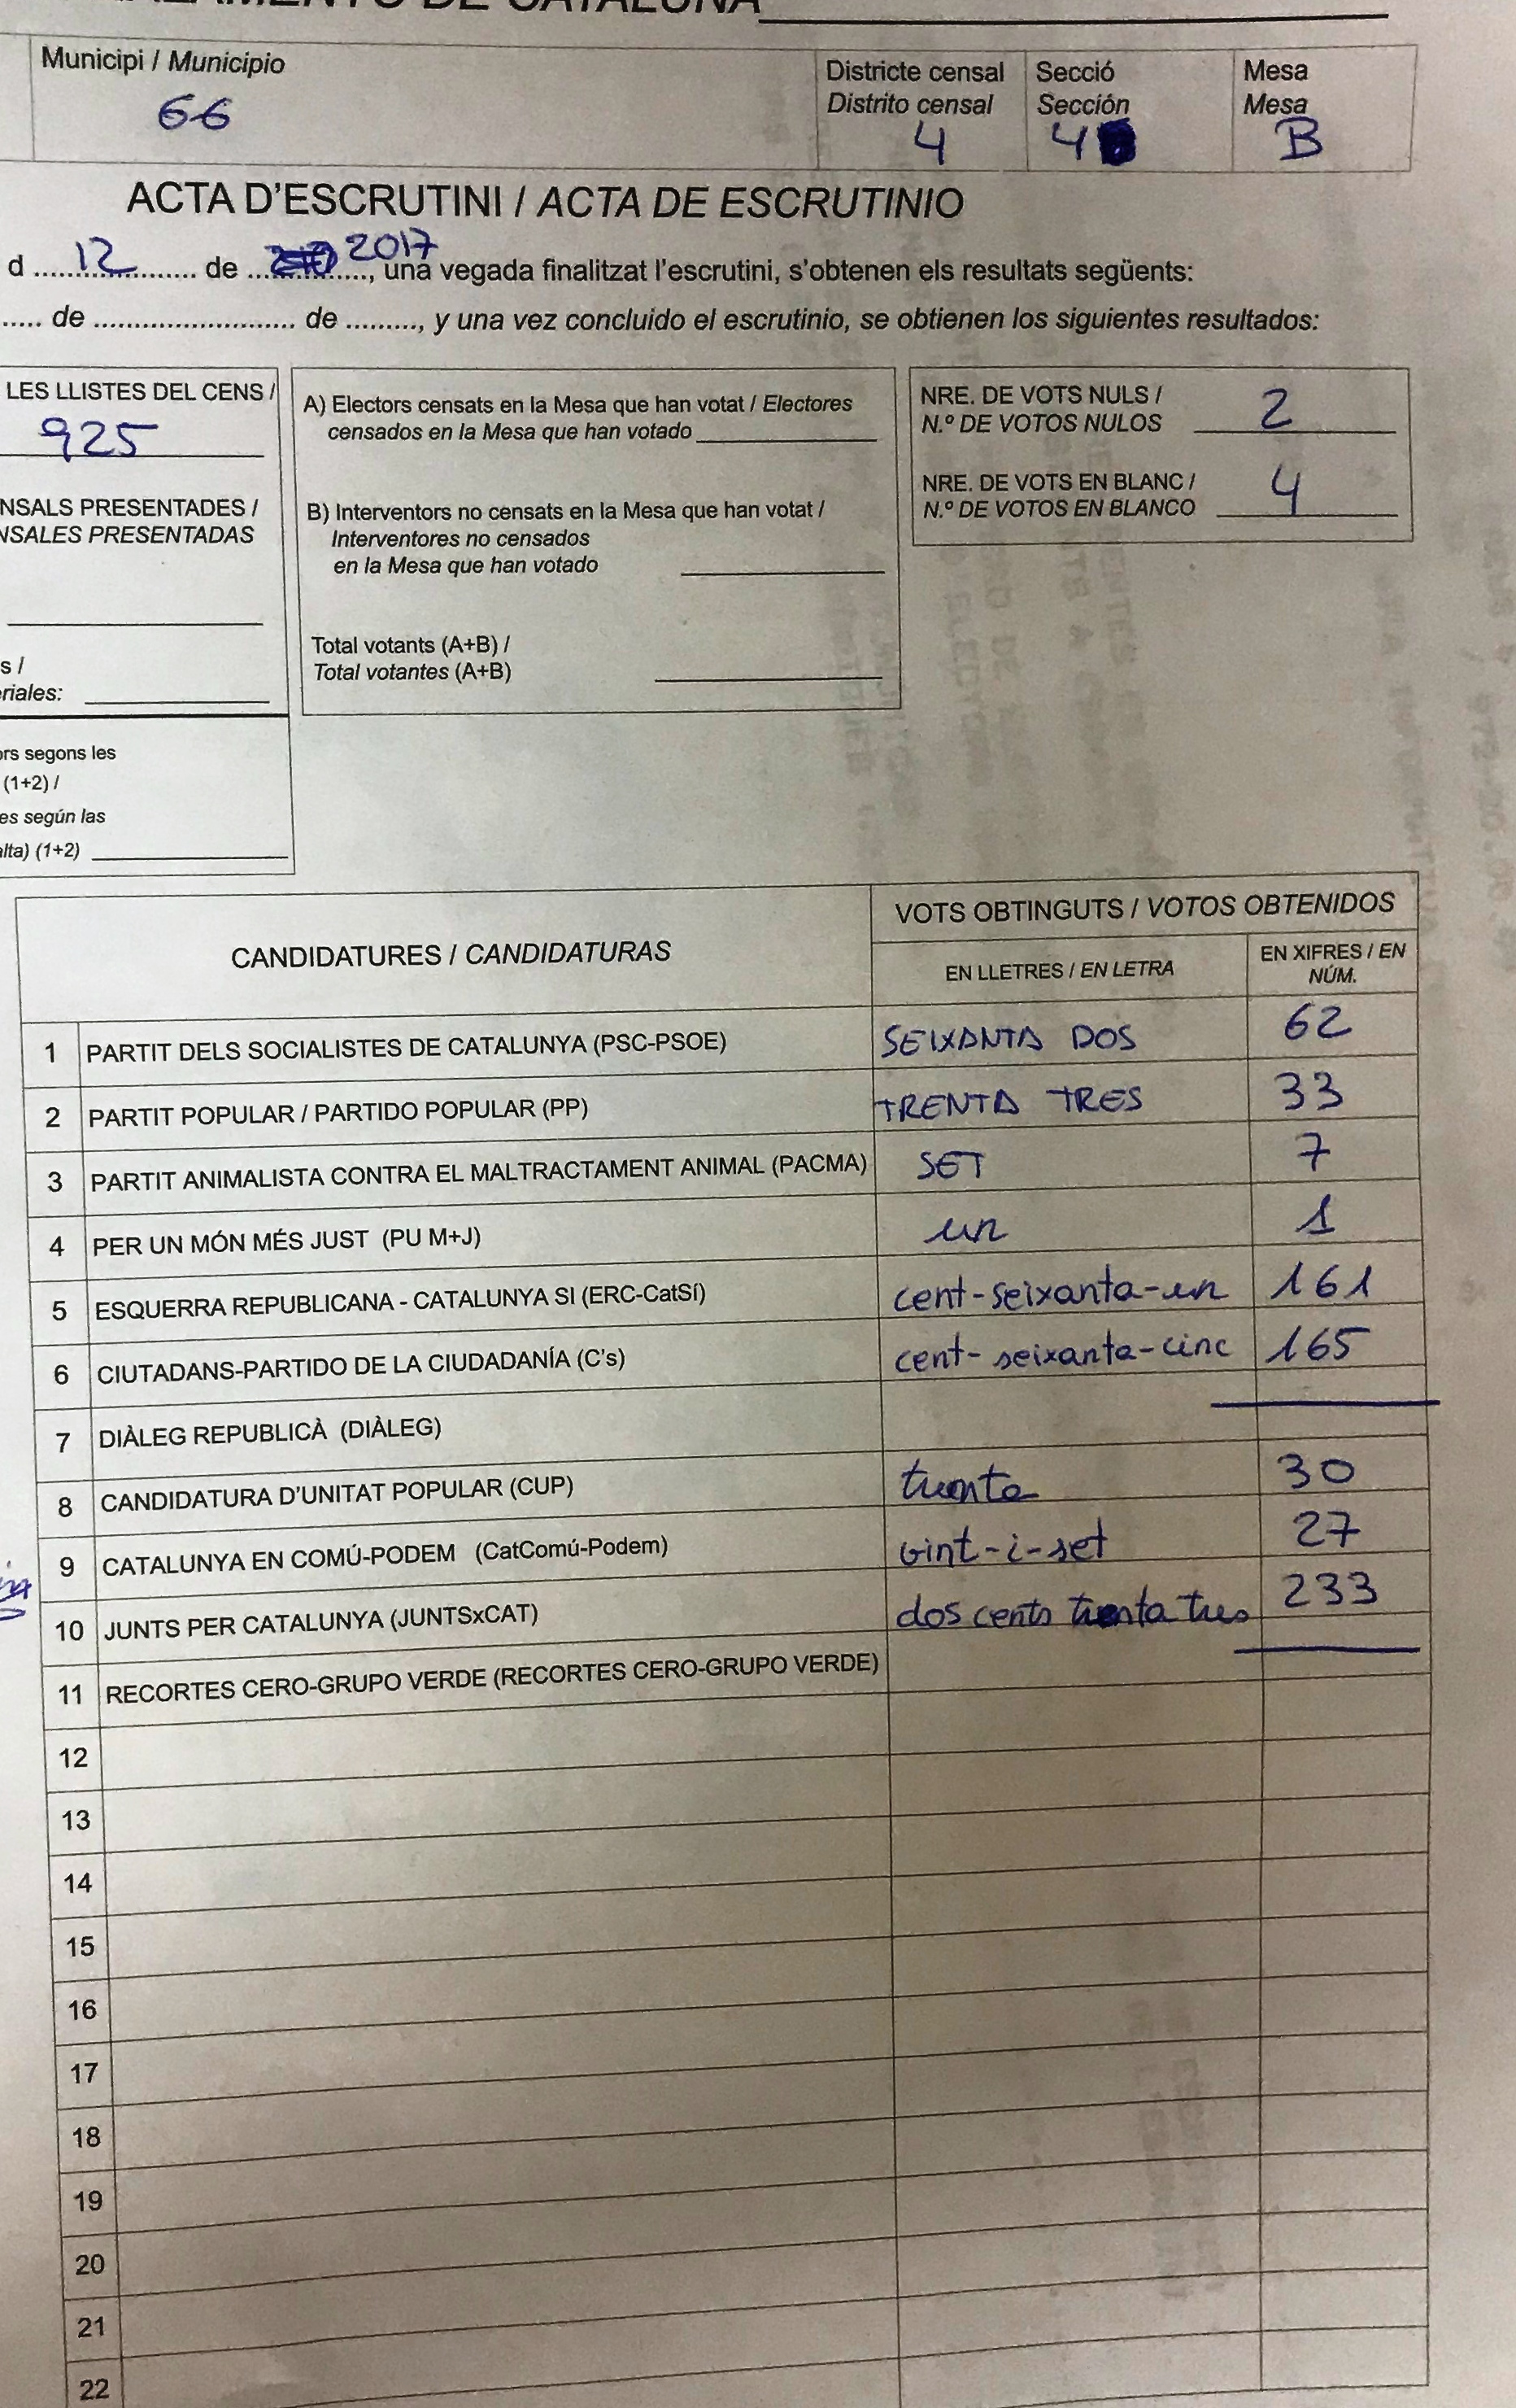 DE CATALUÑA
Municipi / Municipio
66
Districte censal
Distrito censal
4
Secció
Sección
4
Mesa
Mesa
B
ACTA D'ESCRUTINI / ACTA DE ESCRUTINIO
d 12 de 2017, una vegada finalitzat l'escrutini, s'obtenen els resultats següents:
..... de ........................ de ........., y una vez concluido el escrutinio, se obtienen los siguientes resultados:
LES LLISTES DEL CENS /
925
NSALS PRESENTADES /
NSALES PRESENTADAS
s /
riales:
ors segons les
(1+2) /
es según las
alta) (1+2)
A) Electors censats en la Mesa que han votat / Electores
censados en la Mesa que han votado
B) Interventors no censats en la Mesa que han votat /
Interventores no censados
en la Mesa que han votado
Total votants (A+B) /
Total votantes (A+B)
NRE. DE VOTS NULS /
N.º DE VOTOS NULOS 2
NRE. DE VOTS EN BLANC /
N.º DE VOTOS EN BLANCO 4
CANDIDATURES / CANDIDATURAS
VOTS OBTINGUTS / VOTOS OBTENIDOS
EN LLETRES / EN LETRA
EN XIFRES / EN
NÚM.
1 PARTIT DELS SOCIALISTES DE CATALUNYA (PSC-PSOE) SEIXANTA DOS 62
2 PARTIT POPULAR / PARTIDO POPULAR (PP) TRENTA TRES 33
3 PARTIT ANIMALISTA CONTRA EL MALTRACTAMENT ANIMAL (PACMA) SET 7
4 PER UN MÓN MÉS JUST (PU M+J) un 1
5 ESQUERRA REPUBLICANA - CATALUNYA SI (ERC-CatSí) cent-seixanta-un 161
6 CIUTADANS-PARTIDO DE LA CIUDADANÍA (C's) cent-seixanta-cinc 165
7 DIÀLEG REPUBLICÀ (DIÀLEG)
8 CANDIDATURA D'UNITAT POPULAR (CUP) trenta 30
9 CATALUNYA EN COMÚ-PODEM (CatComú-Podem) vint-i-set 27
10 JUNTS PER CATALUNYA (JUNTSxCAT) dos cents trenta tres 233
11 RECORTES CERO-GRUPO VERDE (RECORTES CERO-GRUPO VERDE)
12
13
14
15
16
17
18
19
20
21
22